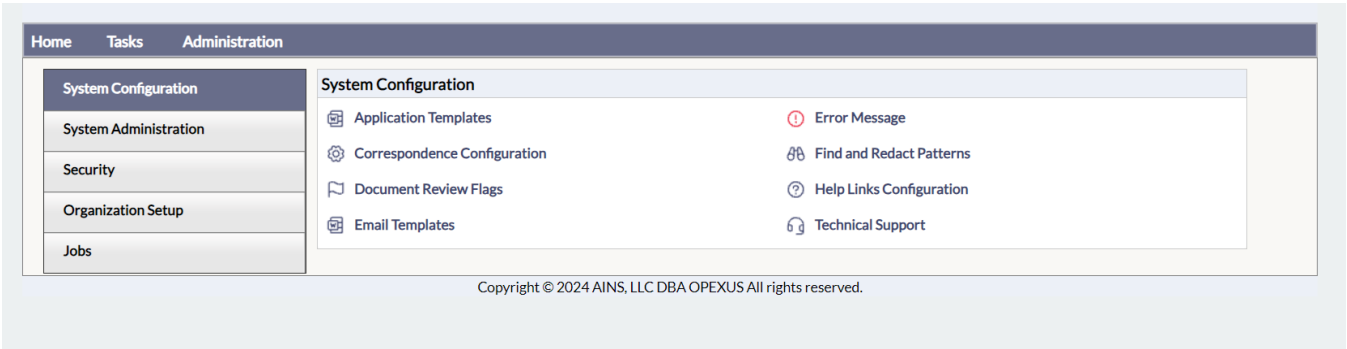 Home Tasks Administration
System Configuration
System Administration
Security
Organization Setup
Jobs
System Configuration
Application Templates
Error Message
Correspondence Configuration
Find and Redact Patterns
Document Review Flags
Help Links Configuration
Email Templates
Technical Support
Copyright © 2024 AINS, LLC DBA OPEXUS All rights reserved.